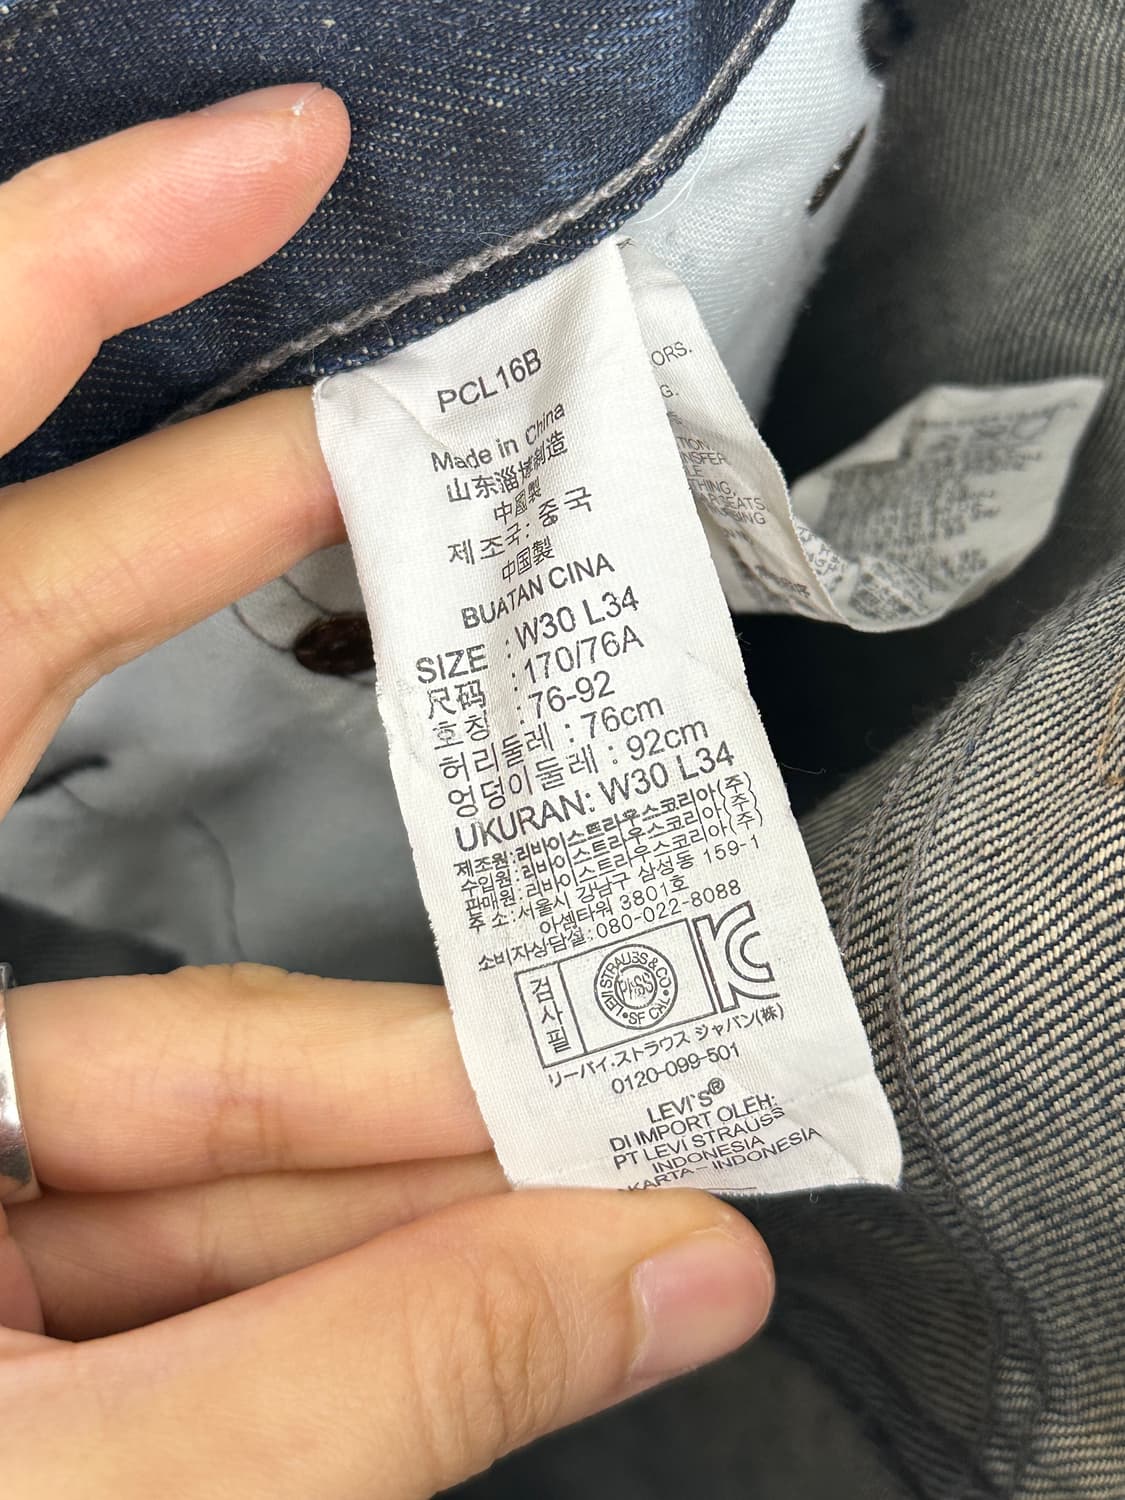 PCL16B
Made in China
山东淄博制造
中國製
제조국: 중국
中国製
BUATAN CINA
SIZE : W30 L34
尺码 : 170/76A
호칭 : 76-92
허리둘레 : 76cm
엉덩이둘레 : 92cm
UKURAN: W30 L34
제조원:리바이스트라우스코리아(주)
수입원:리바이스트라우스코리아(주)
판매원:리바이스트라우스코리아(주)
주 소:서울시 강남구 삼성동 159-1
아셈타워 3801호
소비자상담실:080-022-8088
검사필
LEVI STRAUSS & CO
PASS
SF CAL
KC
リーバイ.ストラウス ジャパン(株)
0120-099-501
LEVI'S®
DI IMPORT OLEH:
PT LEVI STRAUSS
INDONESIA
KARTA - INDONESIA
ORS.
G.
TION
NSFER
LE
THING,
SEATS